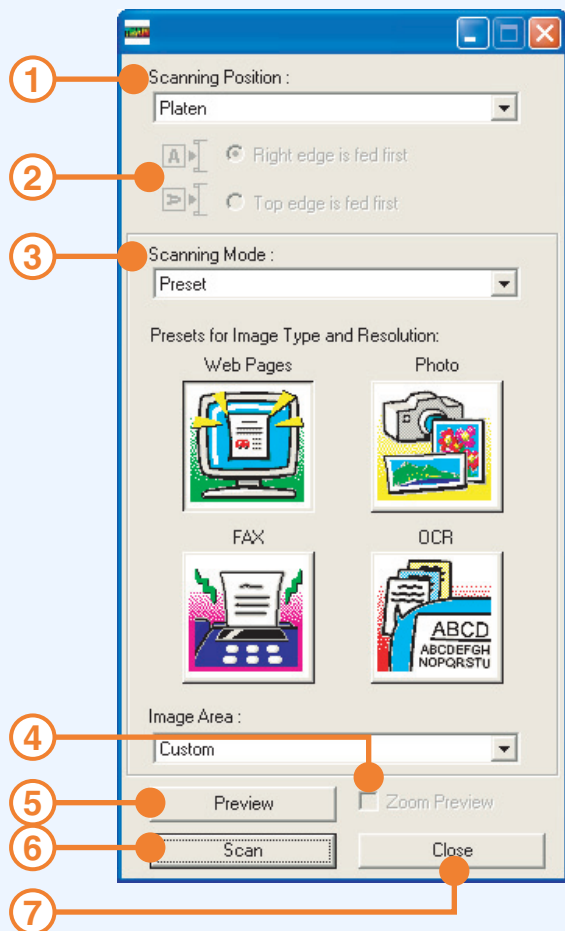 1
Scanning Position :
Platen
2
A
Right edge is fed first
A
Top edge is fed first
3
Scanning Mode :
Preset
Presets for Image Type and Resolution:
Web Pages Photo
FAX OCR
ABCD
ABCDEFGH
NOPQRSTU
Image Area :
4
Custom
5
Preview Zoom Preview
6
Scan Close
7